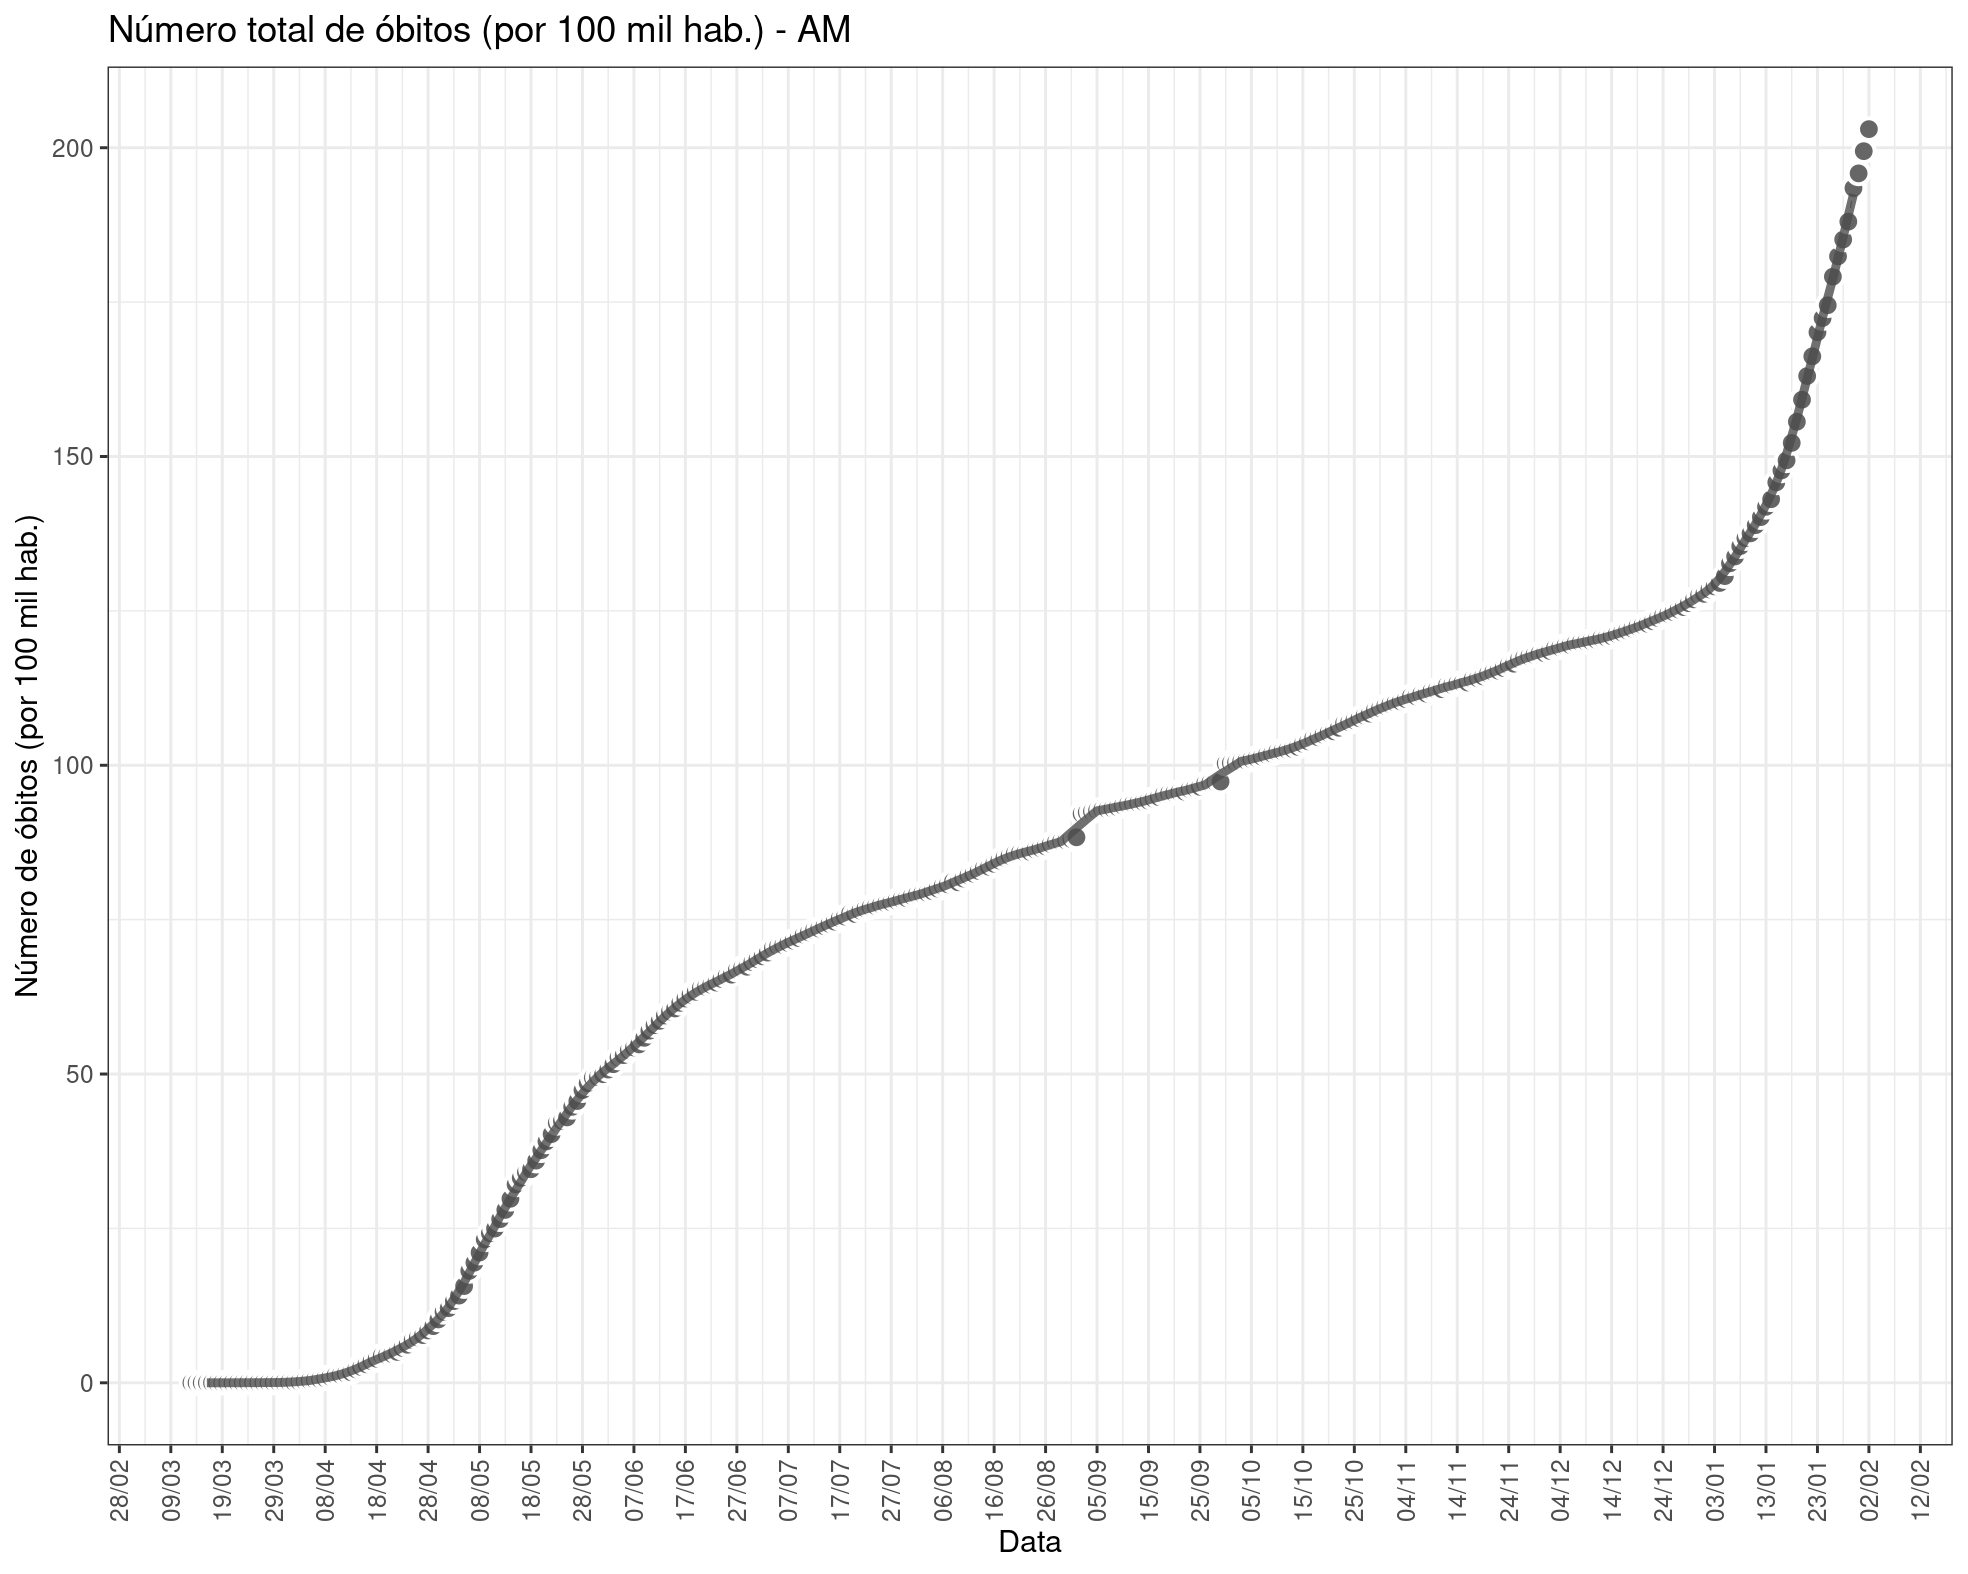 Número total de óbitos (por 100 mil hab.) - AM
Número de óbitos (por 100 mil hab.)
200
150
100
50
0
28/02 09/03 19/03 29/03 08/04 18/04 28/04 08/05 18/05 28/05 07/06 17/06 27/06 07/07 17/07 27/07 06/08 16/08 26/08 05/09 15/09 25/09 05/10 15/10 25/10 04/11 14/11 24/11 04/12 14/12 24/12 03/01 13/01 23/01 02/02 12/02
Data